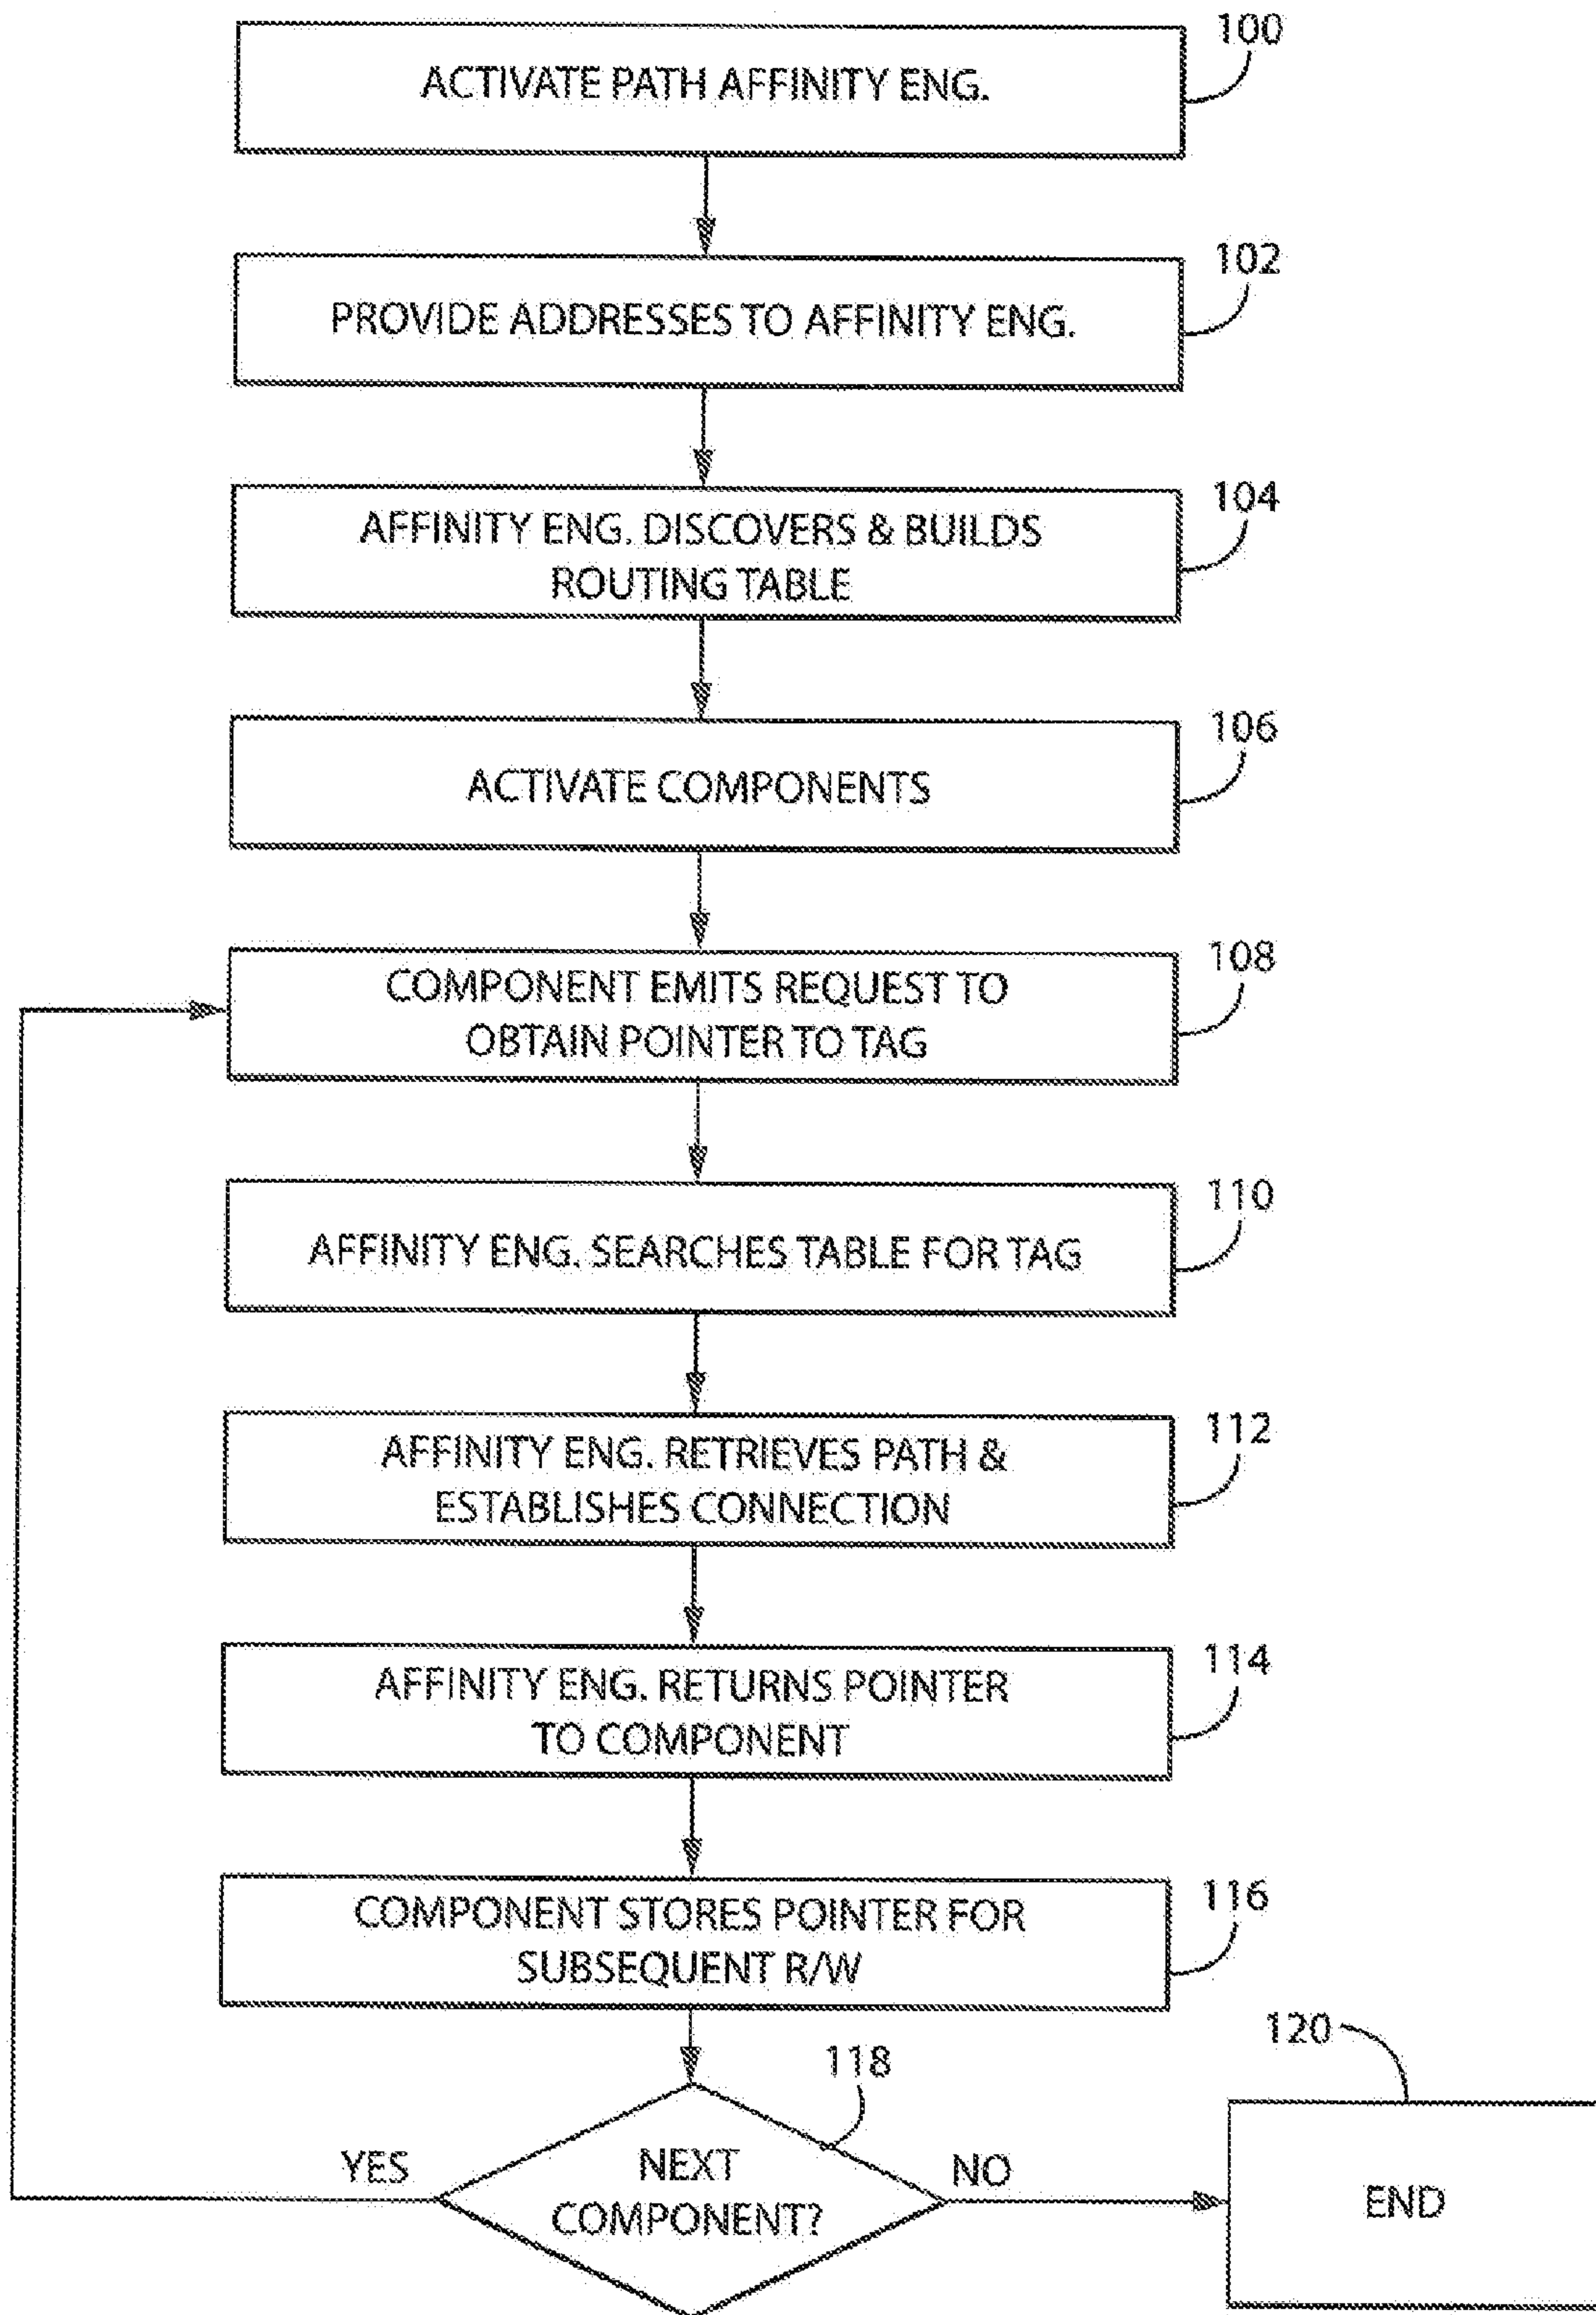 100
ACTIVATE PATH AFFINITY ENG.
102
PROVIDE ADDRESSES TO AFFINITY ENG.
104
AFFINITY ENG. DISCOVERS & BUILDS
ROUTING TABLE
106
ACTIVATE COMPONENTS
108
COMPONENT EMITS REQUEST TO
OBTAIN POINTER TO TAG
110
AFFINITY ENG. SEARCHES TABLE FOR TAG
112
AFFINITY ENG. RETRIEVES PATH &
ESTABLISHES CONNECTION
114
AFFINITY ENG. RETURNS POINTER
TO COMPONENT
116
COMPONENT STORES POINTER FOR
SUBSEQUENT R/W
118
120
YES
NEXT
COMPONENT?
NO
END